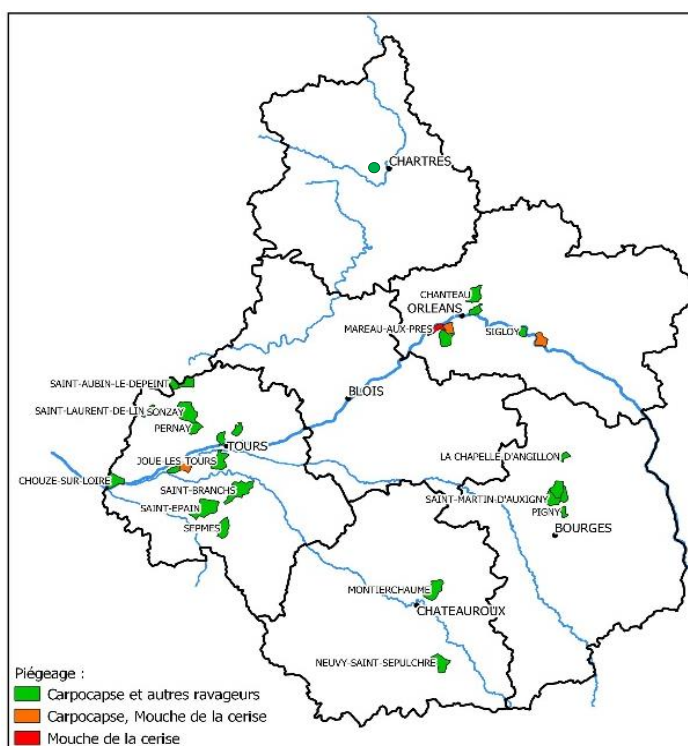 CHARTRES
CHANTEAU
ORLEANS
MAREAU-AUX-PRES
SIGLOY
SAINT-AUBIN-LE-DEPEINT
BLOIS
SAINT-LAURENT-DE-LIN
SONZAY
PERNAY
TOURS
JOUE-LES-TOURS
LA CHAPELLE D'ANGILLON
CHOUZE-SUR-LOIRE
SAINT-BRANCHS
SAINT-MARTIN-D'AUXIGNY
SAINT-EPAIN
PIGNY
SEPMES
BOURGES
MONTIERCHAUME
CHATEAUROUX
NEUVY-SAINT-SEPULCHRE
Piégeage :
Carpocapse et autres ravageurs
Carpocapse, Mouche de la cerise
Mouche de la cerise